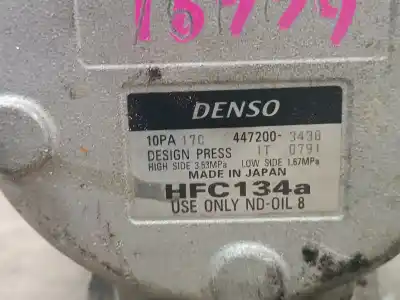 DENSO
10PA 17C 447200-3430
DESIGN PRESS 1T 0791
HIGH SIDE 3.53MPa LOW SIDE 1.67MPa
MADE IN JAPAN
HFC134a
USE ONLY ND-OIL 8